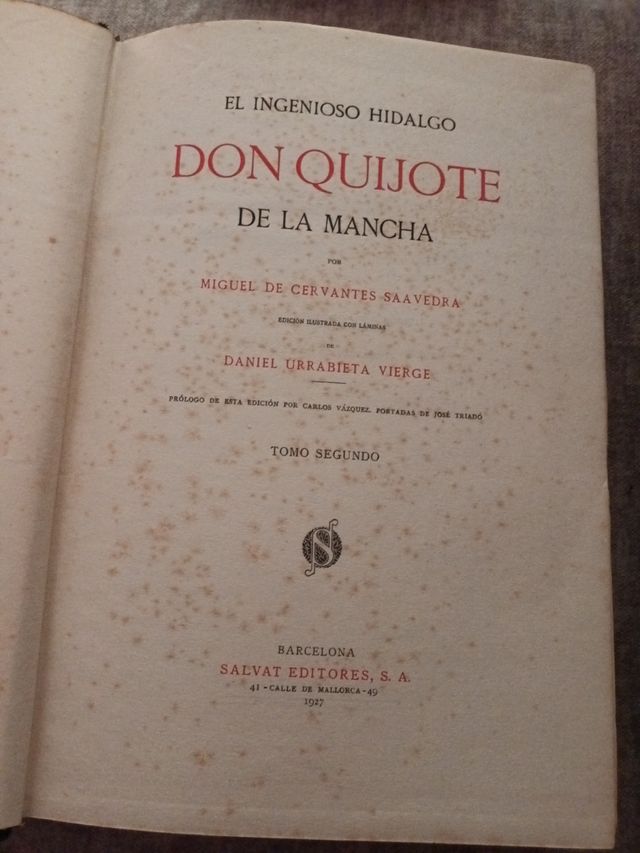 EL INGENIOSO HIDALGO
DON QUIJOTE
DE LA MANCHA
POR
MIGUEL DE CERVANTES SAAVEDRA
EDICIÓN ILUSTRADA CON LÁMINAS
DE
DANIEL URRABIETA VIERGE
PRÓLOGO DE ESTA EDICIÓN POR CARLOS VÁZQUEZ. PORTADAS DE JOSÉ TRIADÓ
TOMO SEGUNDO
S
BARCELONA
SALVAT EDITORES, S. A.
41 - CALLE DE MALLORCA - 49
1927